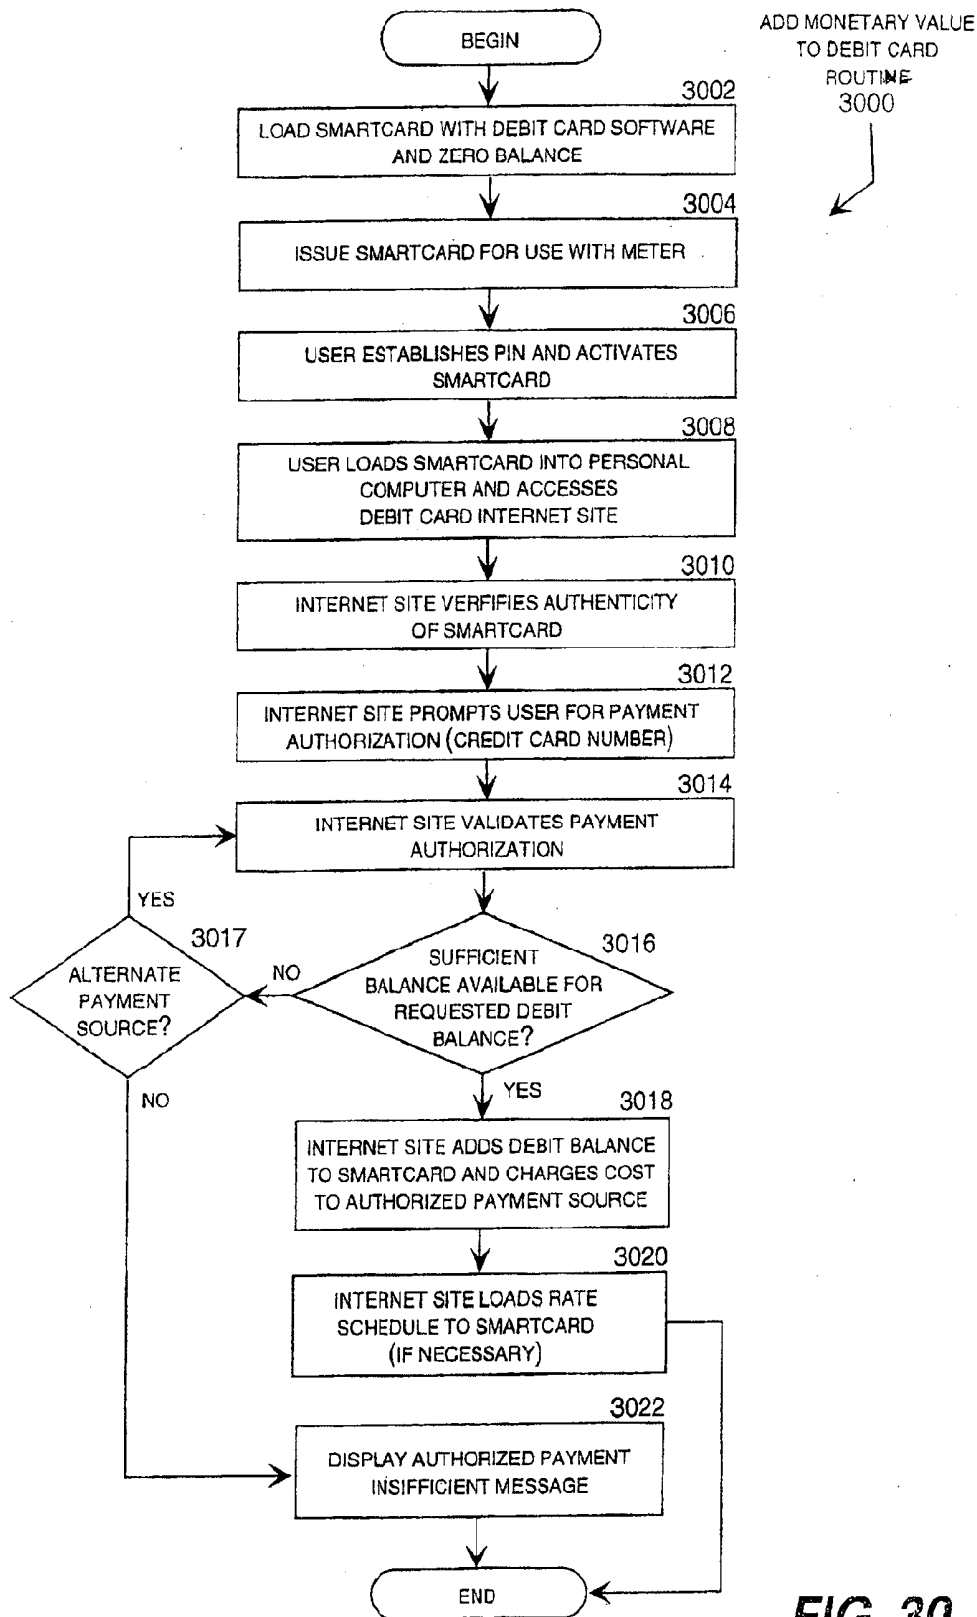 BEGIN
ADD MONETARY VALUE
TO DEBIT CARD
ROUTINE
3000
3002
LOAD SMARTCARD WITH DEBIT CARD SOFTWARE
AND ZERO BALANCE
3004
ISSUE SMARTCARD FOR USE WITH METER
3006
USER ESTABLISHES PIN AND ACTIVATES
SMARTCARD
3008
USER LOADS SMARTCARD INTO PERSONAL
COMPUTER AND ACCESSES
DEBIT CARD INTERNET SITE
3010
INTERNET SITE VERFIFIES AUTHENTICITY
OF SMARTCARD
3012
INTERNET SITE PROMPTS USER FOR PAYMENT
AUTHORIZATION (CREDIT CARD NUMBER)
3014
INTERNET SITE VALIDATES PAYMENT
AUTHORIZATION
YES
3017
ALTERNATE
PAYMENT
SOURCE?
NO
3016
SUFFICIENT
BALANCE AVAILABLE FOR
REQUESTED DEBIT
BALANCE?
NO
YES
3018
INTERNET SITE ADDS DEBIT BALANCE
TO SMARTCARD AND CHARGES COST
TO AUTHORIZED PAYMENT SOURCE
3020
INTERNET SITE LOADS RATE
SCHEDULE TO SMARTCARD
(IF NECESSARY)
3022
DISPLAY AUTHORIZED PAYMENT
INSIFFICIENT MESSAGE
END
FIG. 30